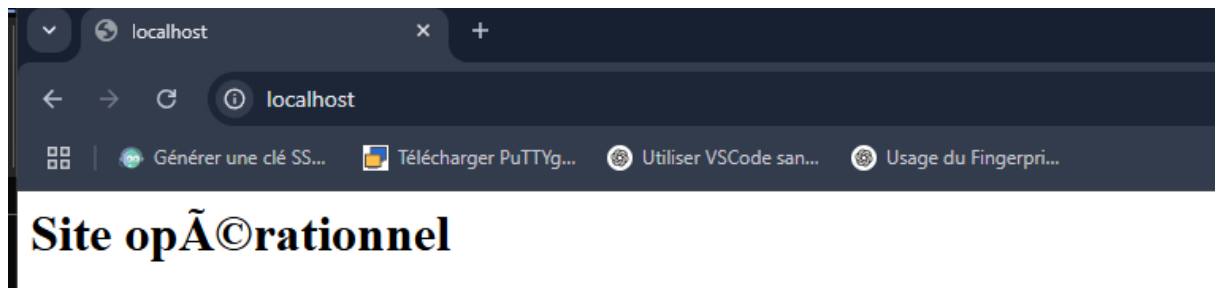 localhost
localhost
Générer une clé SS... Télécharger PuTTYg... Utiliser VSCode san... Usage du Fingerpri...
Site opÃ©rationnel